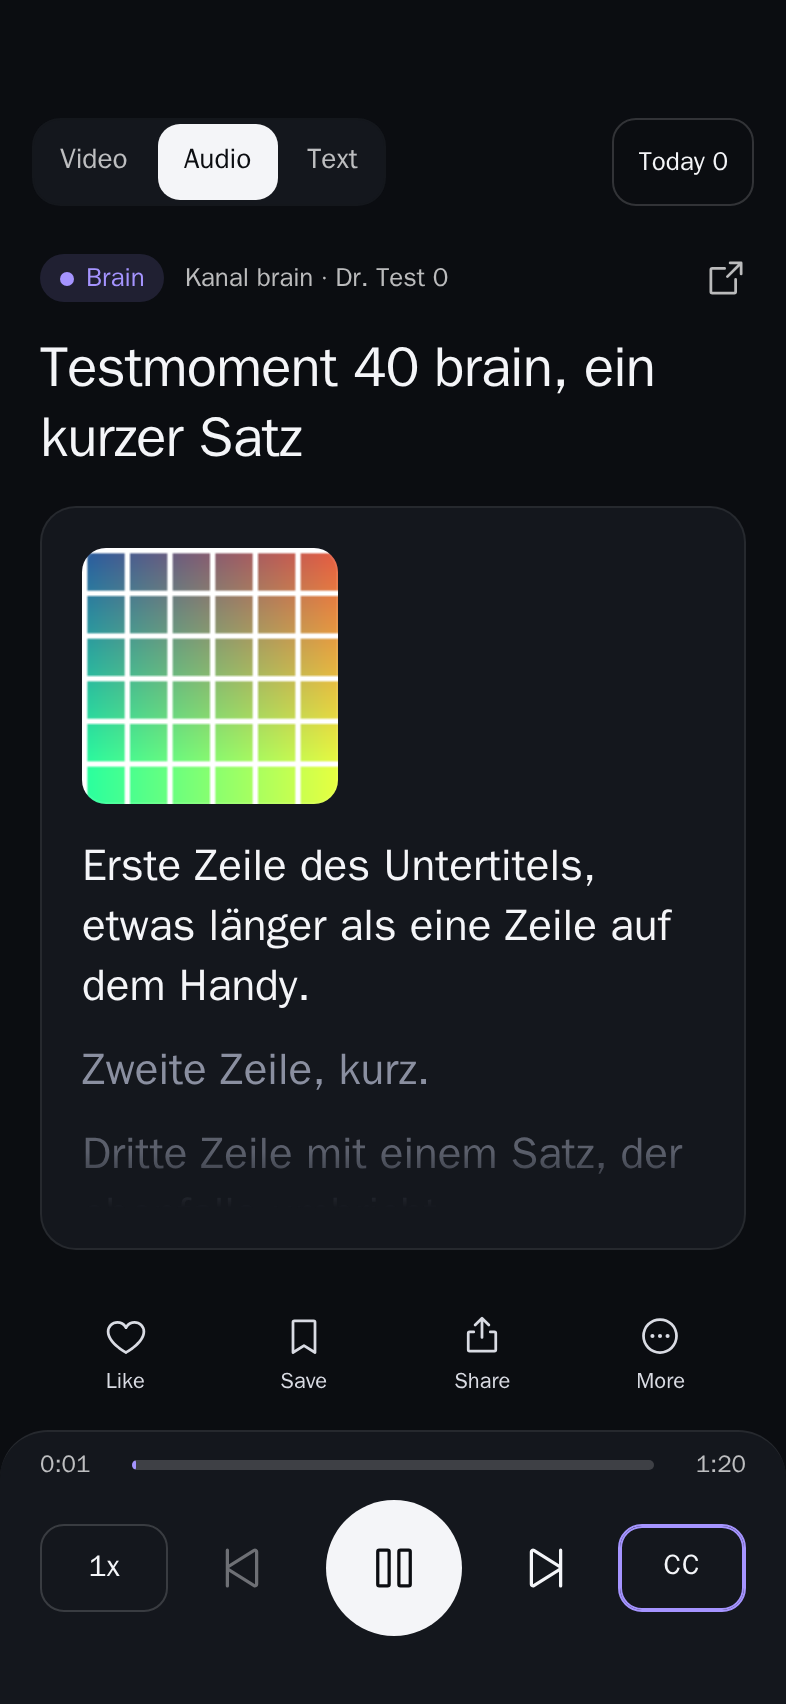 Video Audio Text Today 0
Brain Kanal brain · Dr. Test 0
Testmoment 40 brain, ein
kurzer Satz
Erste Zeile des Untertitels,
etwas länger als eine Zeile auf
dem Handy.
Zweite Zeile, kurz.
Dritte Zeile mit einem Satz, der
Like Save Share More
0:01 1:20
1x CC